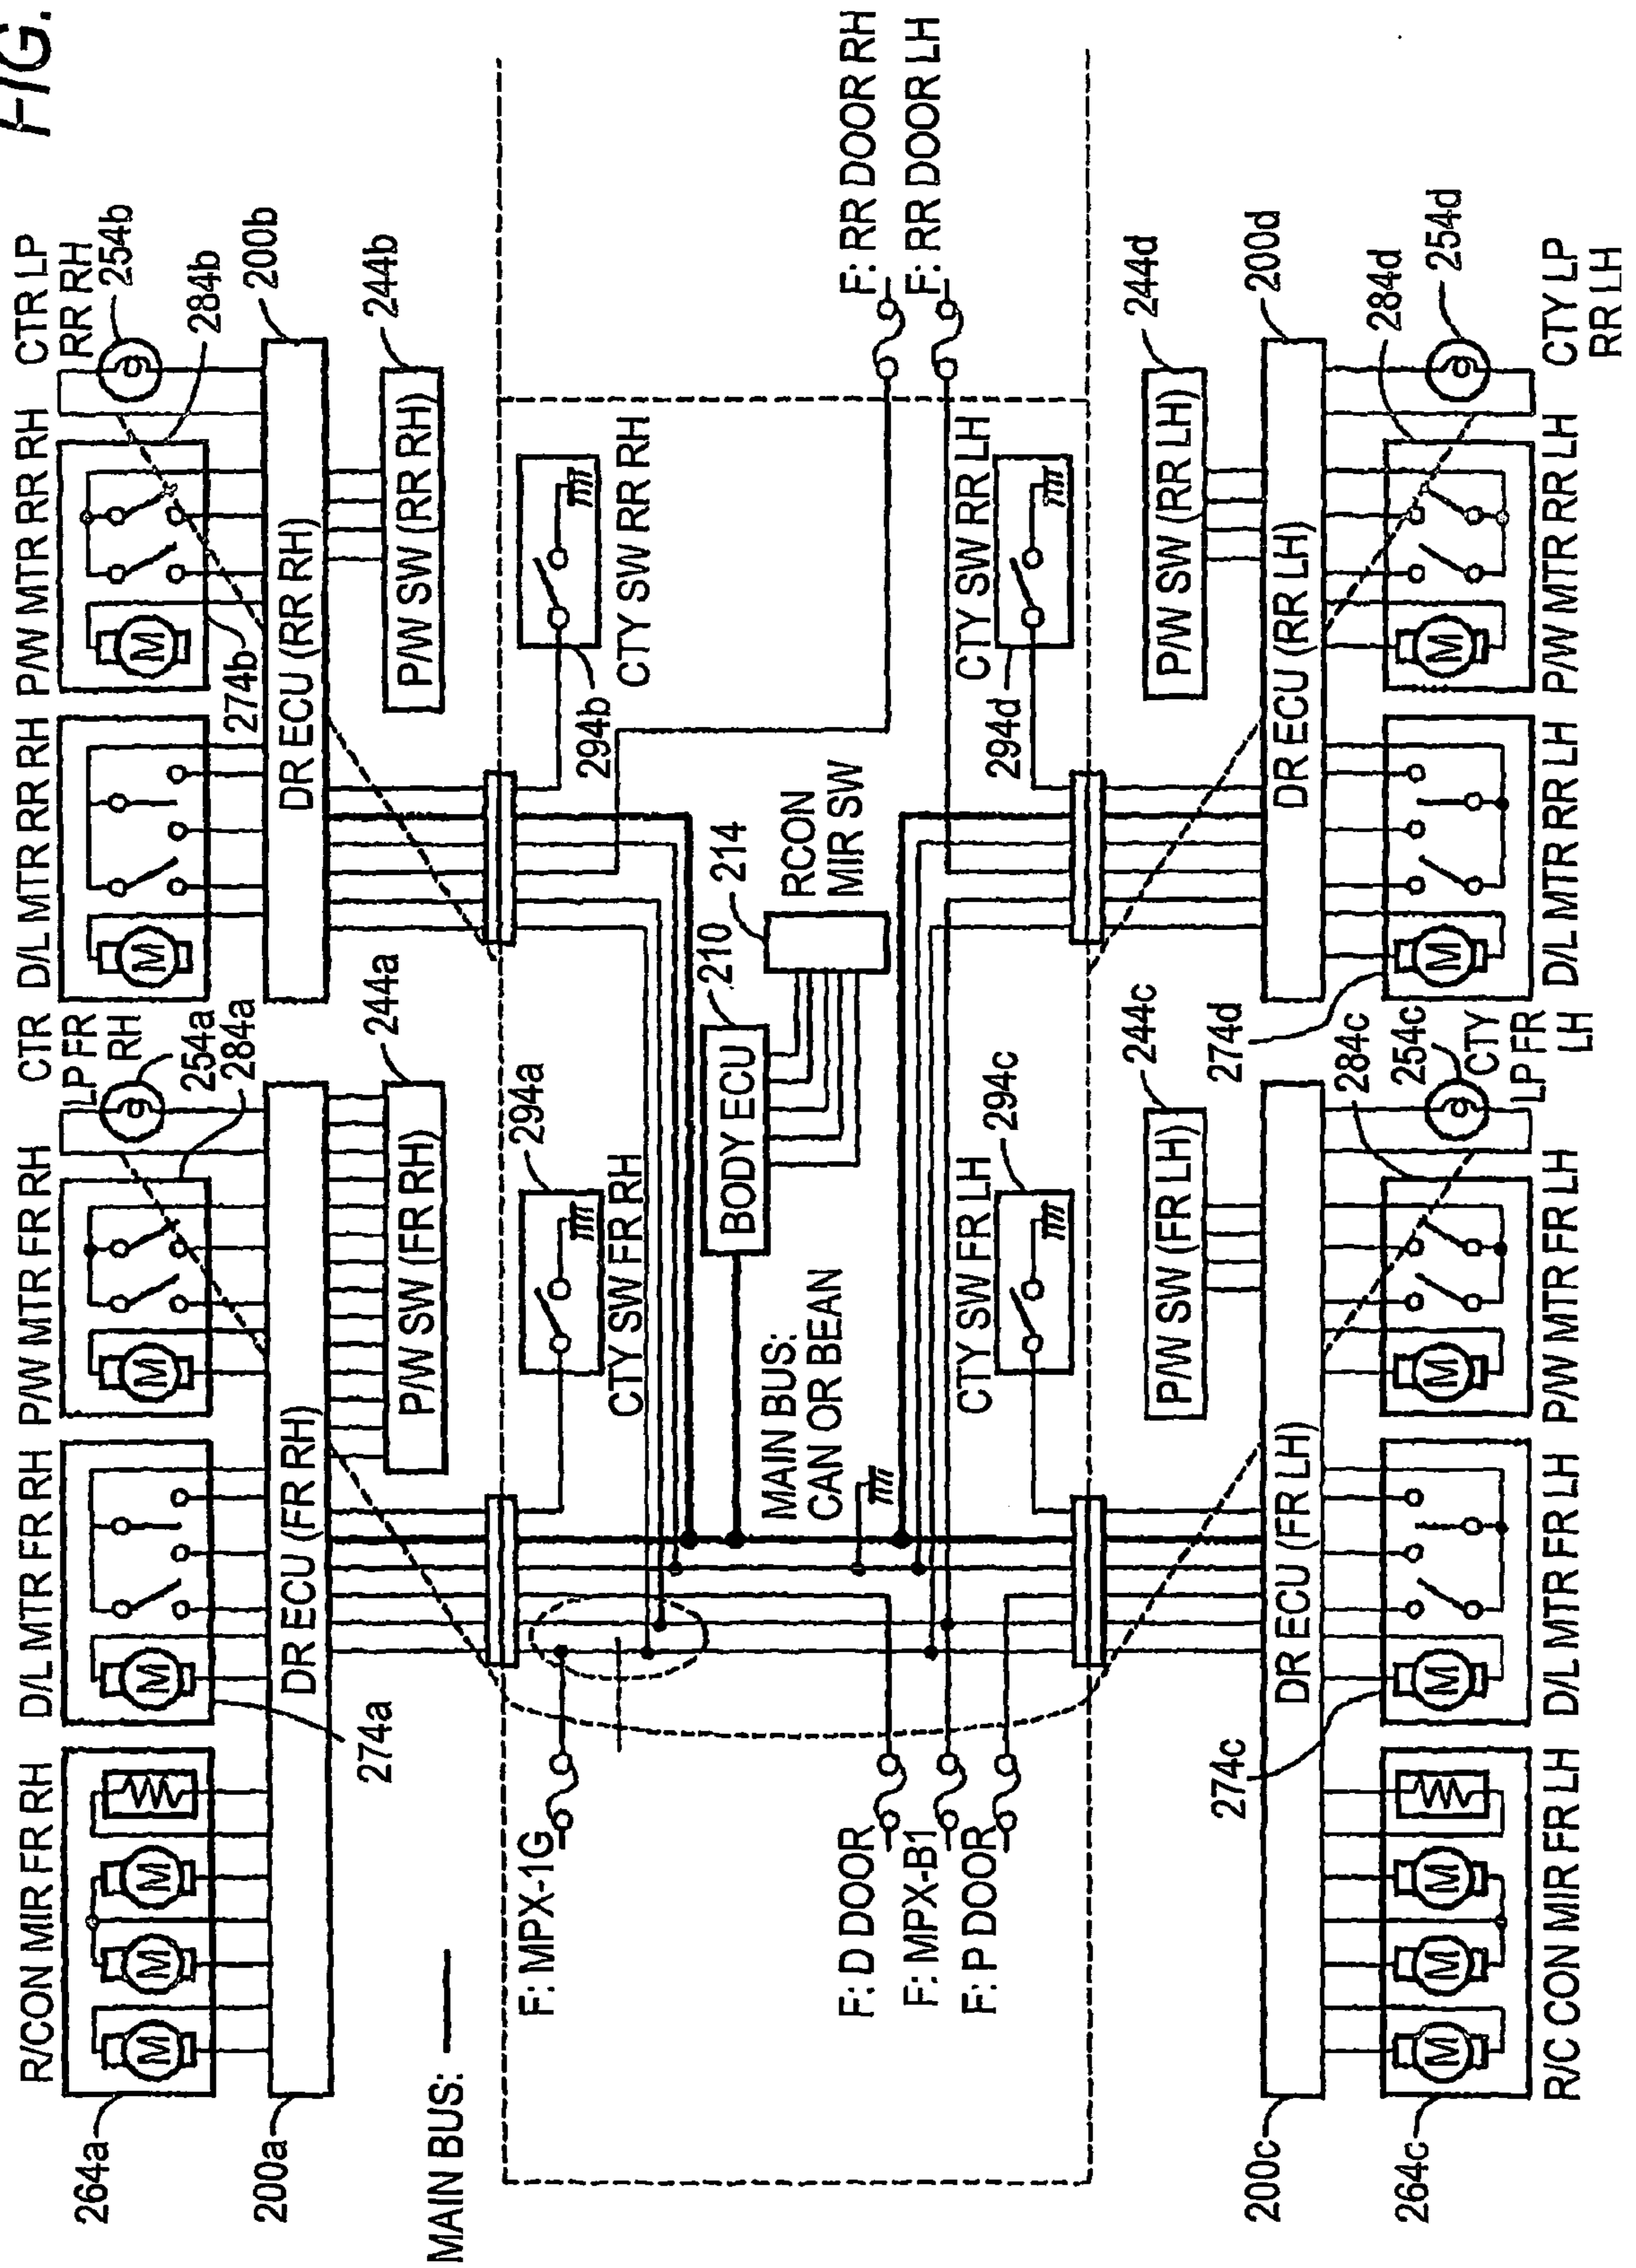 FIG.
R/CON MIR FR RH
D/L MTR FR RH
P/W MTR FR RH
CTR
LP FR
RH
D/L MTR RR RH
P/W MTR RR RH
CTR LP
RR RH
264a
254a
284a
254b
284b
274b
200a
DR ECU (FR RH)
DR ECU (RR RH)
200b
274a
P/W SW (FR RH)
244a
P/W SW (RR RH)
244b
MAIN BUS:
F: MPX-1G
294a
CTY SW FR RH
294b
CTY SW RR RH
BODY ECU
210
214
RCON
MIR SW
MAIN BUS:
CAN OR BEAN
F: D DOOR
F: MPX-B1
F: P DOOR
F: RR DOOR RH
F: RR DOOR LH
CTY SW FR LH
294c
CTY SW RR LH
294d
P/W SW (FR LH)
244c
P/W SW (RR LH)
244d
274c
274d
200c
DR ECU (FR LH)
DR ECU (RR LH)
200d
264c
284c
254c
284d
254d
R/C CON MIR FR LH
D/L MTR FR LH
P/W MTR FR LH
CTY
LP FR
LH
D/L MTR RR LH
P/W MTR RR LH
CTY LP
RR LH
M
M
M
M
M
M
M
M
M
M
M
M
M
M